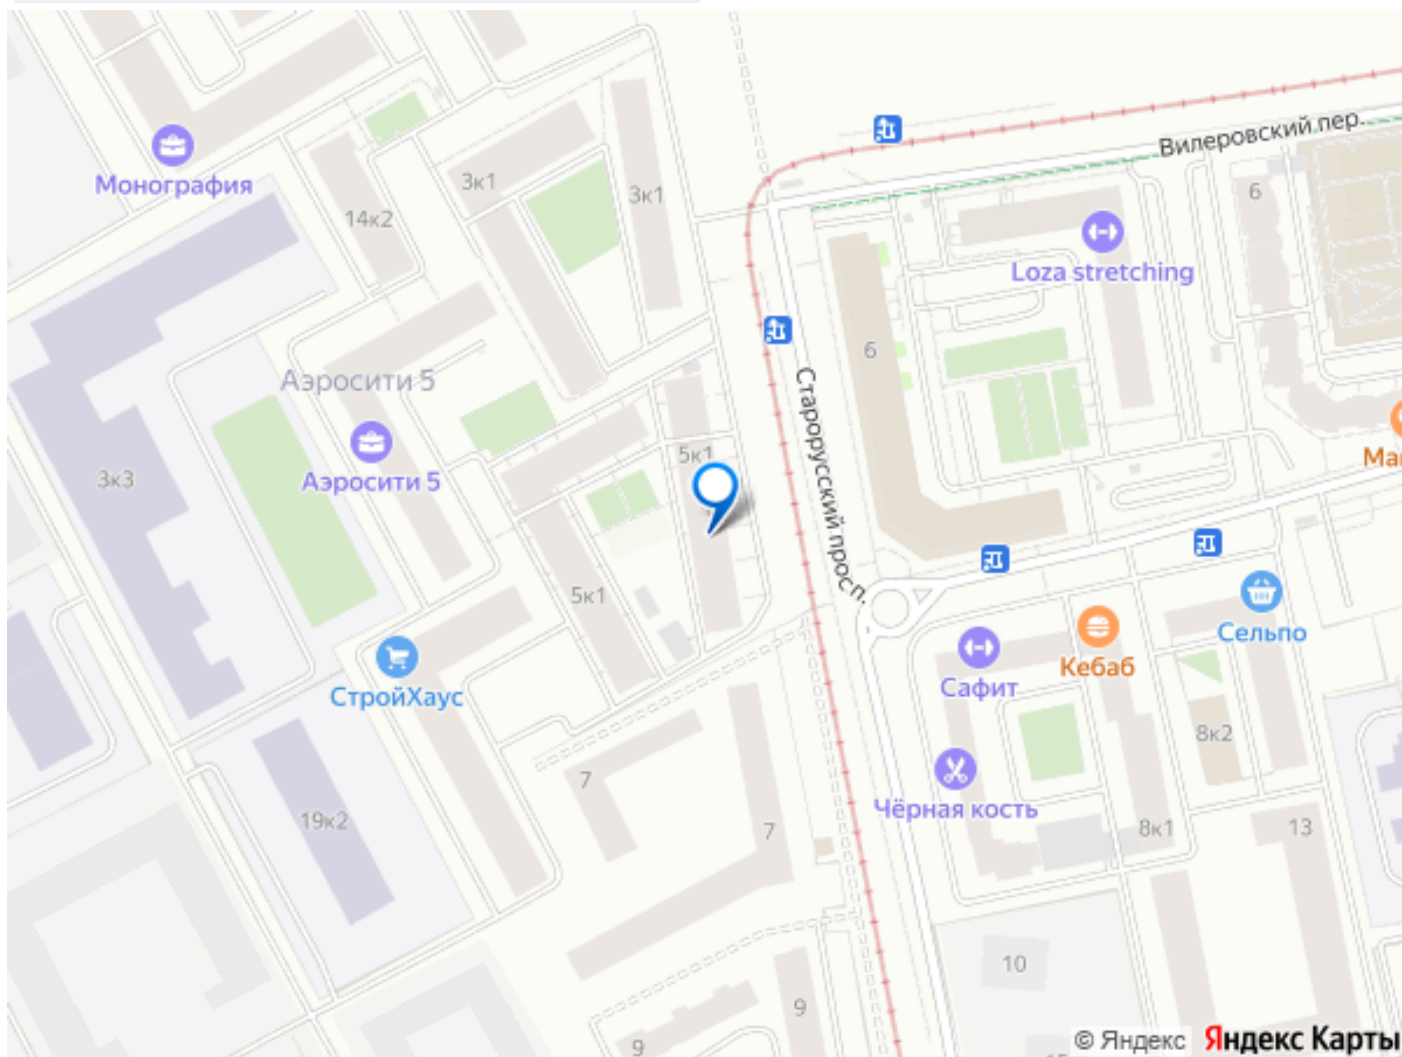 Вилеровский пер.
Монография
3к1
3к1
14к2
6
Loza stretching
6
Аэросити 5
Старорусский просп.
5к1
Аэросити 5
3к3
5к1
Сельпо
Кебаб
Сафит
СтройХаус
8к2
7
Чёрная кость
19к2
7
8к1
13
10
9
9
© Яндекс Яндекс Карты